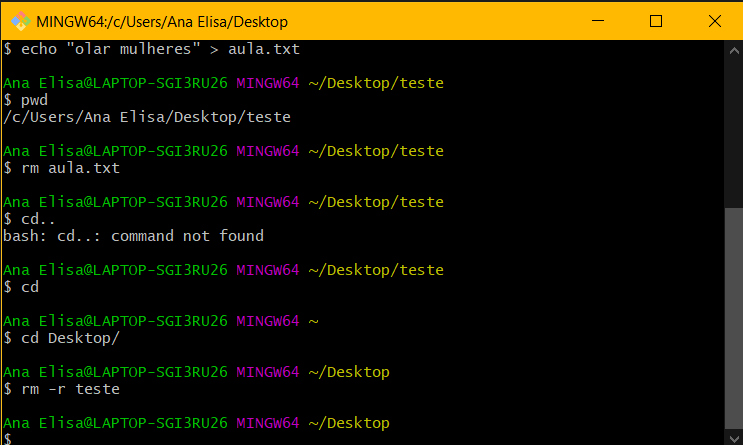 MINGW64:/c/Users/Ana Elisa/Desktop
$ echo "olar mulheres" > aula.txt
Ana Elisa@LAPTOP-SGI3RU26 MINGW64 ~/Desktop/teste
$ pwd
/c/Users/Ana Elisa/Desktop/teste
Ana Elisa@LAPTOP-SGI3RU26 MINGW64 ~/Desktop/teste
$ rm aula.txt
Ana Elisa@LAPTOP-SGI3RU26 MINGW64 ~/Desktop/teste
$ cd..
bash: cd..: command not found
Ana Elisa@LAPTOP-SGI3RU26 MINGW64 ~/Desktop/teste
$ cd
Ana Elisa@LAPTOP-SGI3RU26 MINGW64 ~
$ cd Desktop/
Ana Elisa@LAPTOP-SGI3RU26 MINGW64 ~/Desktop
$ rm -r teste
Ana Elisa@LAPTOP-SGI3RU26 MINGW64 ~/Desktop
$